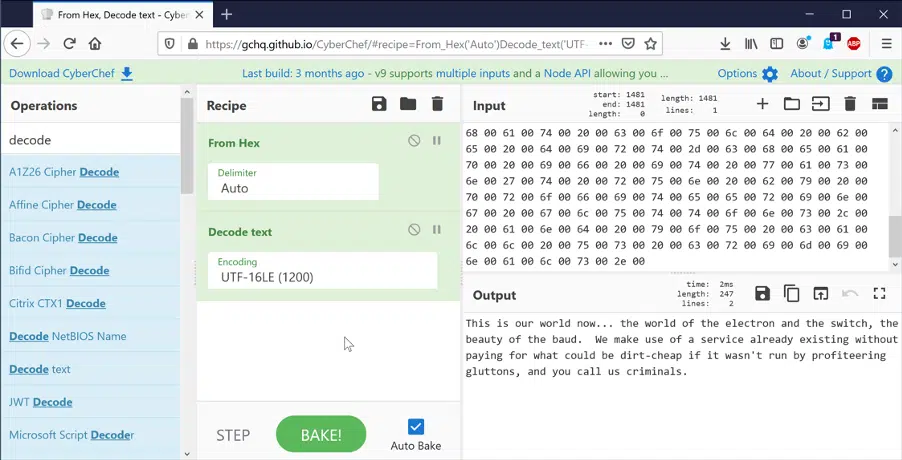 From Hex, Decode text - Cyber
https://gchq.github.io/CyberChef/#recipe=From_Hex('Auto')Decode_text('UTF-
1
ABP
Download CyberChef
Last build: 3 months ago - v9 supports multiple inputs and a Node API allowing you ...
Options
About / Support
Operations
decode
A1Z26 Cipher Decode
Affine Cipher Decode
Bacon Cipher Decode
Bifid Cipher Decode
Citrix CTX1 Decode
Decode NetBIOS Name
Decode text
JWT Decode
Microsoft Script Decoder
Recipe
From Hex
Delimiter
Auto
Decode text
Encoding
UTF-16LE (1200)
STEP
BAKE!
Auto Bake
Input
start: 1481
end: 1481
length: 0
length: 1481
lines: 1
68 00 61 00 74 00 20 00 63 00 6f 00 75 00 6c 00 64 00 20 00 62 00
65 00 20 00 64 00 69 00 72 00 74 00 2d 00 63 00 68 00 65 00 61 00
70 00 20 00 69 00 66 00 20 00 69 00 74 00 20 00 77 00 61 00 73 00
6e 00 27 00 74 00 20 00 72 00 75 00 6e 00 20 00 62 00 79 00 20 00
70 00 72 00 6f 00 66 00 69 00 74 00 65 00 65 00 72 00 69 00 6e 00
67 00 20 00 67 00 6c 00 75 00 74 00 74 00 6f 00 6e 00 73 00 2c 00
20 00 61 00 6e 00 64 00 20 00 79 00 6f 00 75 00 20 00 63 00 61 00
6c 00 6c 00 20 00 75 00 73 00 20 00 63 00 72 00 69 00 6d 00 69 00
6e 00 61 00 6c 00 73 00 2e 00
Output
time: 2ms
length: 247
lines: 2
This is our world now... the world of the electron and the switch, the
beauty of the baud.  We make use of a service already existing without
paying for what could be dirt-cheap if it wasn't run by profiteering
gluttons, and you call us criminals.